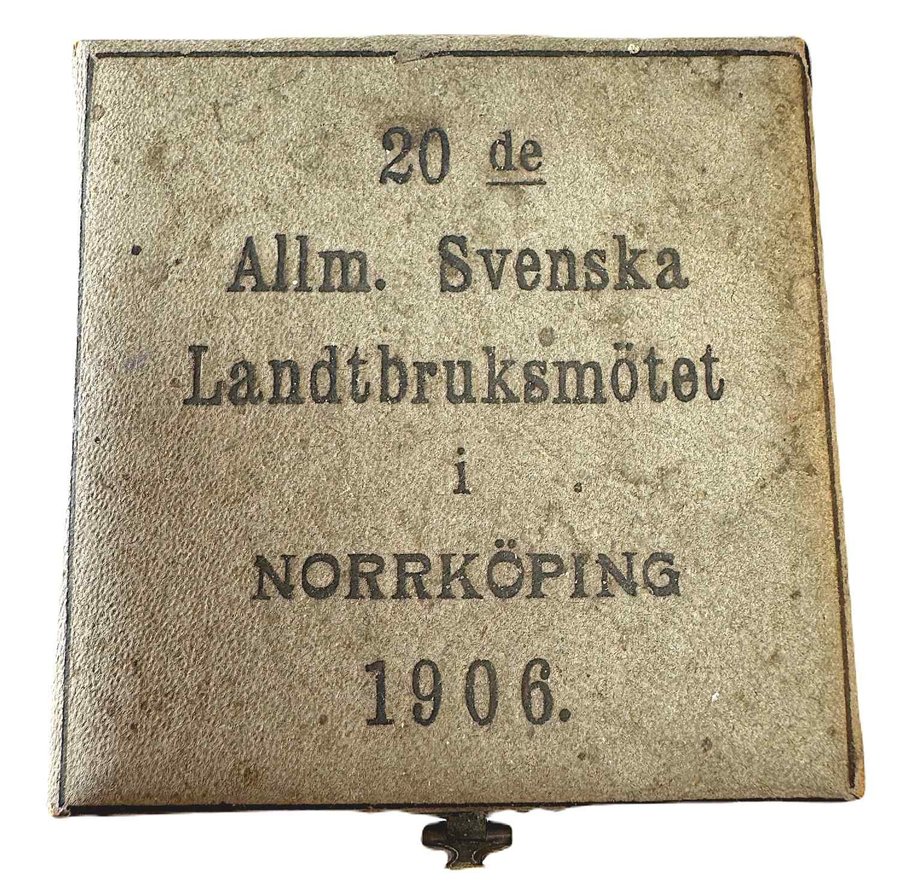 20 de
Allm. Svenska
Landtbruksmötet
i
NORRKÖPING
1906.